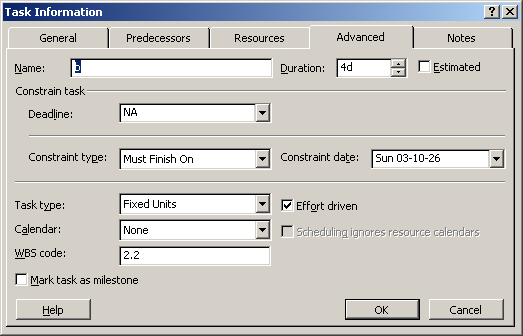 Task Information
General Predecessors Resources Advanced Notes
Name: b Duration: 4d Estimated
Constrain task
Deadline: NA
Constraint type: Must Finish On Constraint date: Sun 03-10-26
Task type: Fixed Units Effort driven
Calendar: None Scheduling ignores resource calendars
WBS code: 2.2
Mark task as milestone
Help OK Cancel